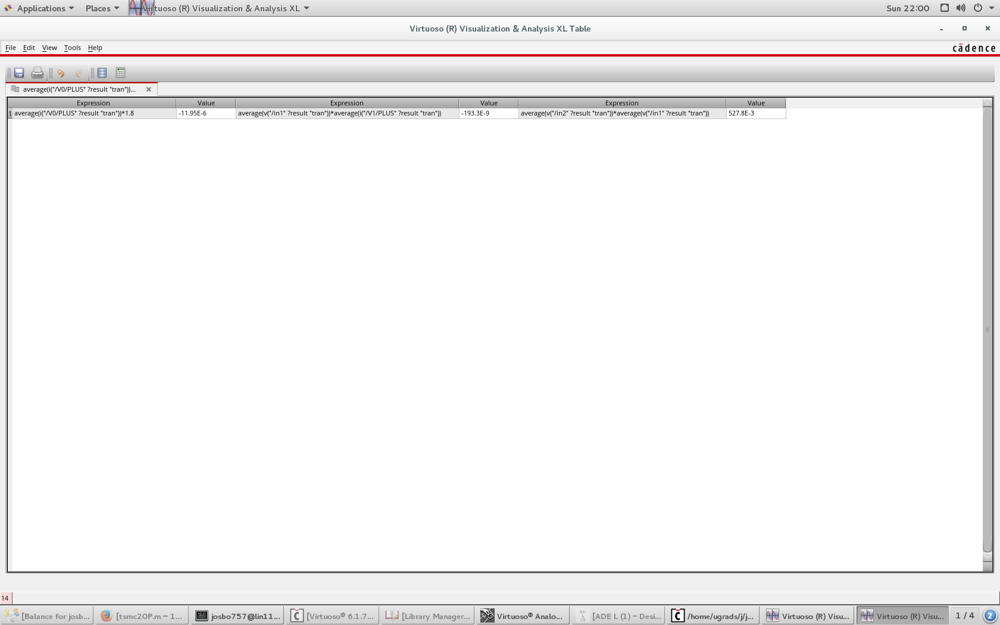 Applications Places Virtuoso (R) Visualization & Analysis XL Sun 22:00
Virtuoso (R) Visualization & Analysis XL Table
File Edit View Tools Help cādence
average(i("/V0/PLUS" ?result "tran"))...
Expression Value Expression Value Expression Value
1 average(i("/V0/PLUS" ?result "tran"))*1.8 -11.95E-6 average(v("/in1" ?result "tran"))*average(i("/V1/PLUS" ?result "tran")) -193.3E-9 average(v("/in2" ?result "tran"))*average(v("/in1" ?result "tran")) 527.8E-3
14
[Balance for josb... [tsmc2OP.m – 1... josbo757@lin11... [Virtuoso® 6.1.7... [Library Manager... Virtuoso® Analo... [ADE L (1) – Desi... /home/ugrads/j/j... Virtuoso (R) Visu... Virtuoso (R) Visu... 1 / 4 2